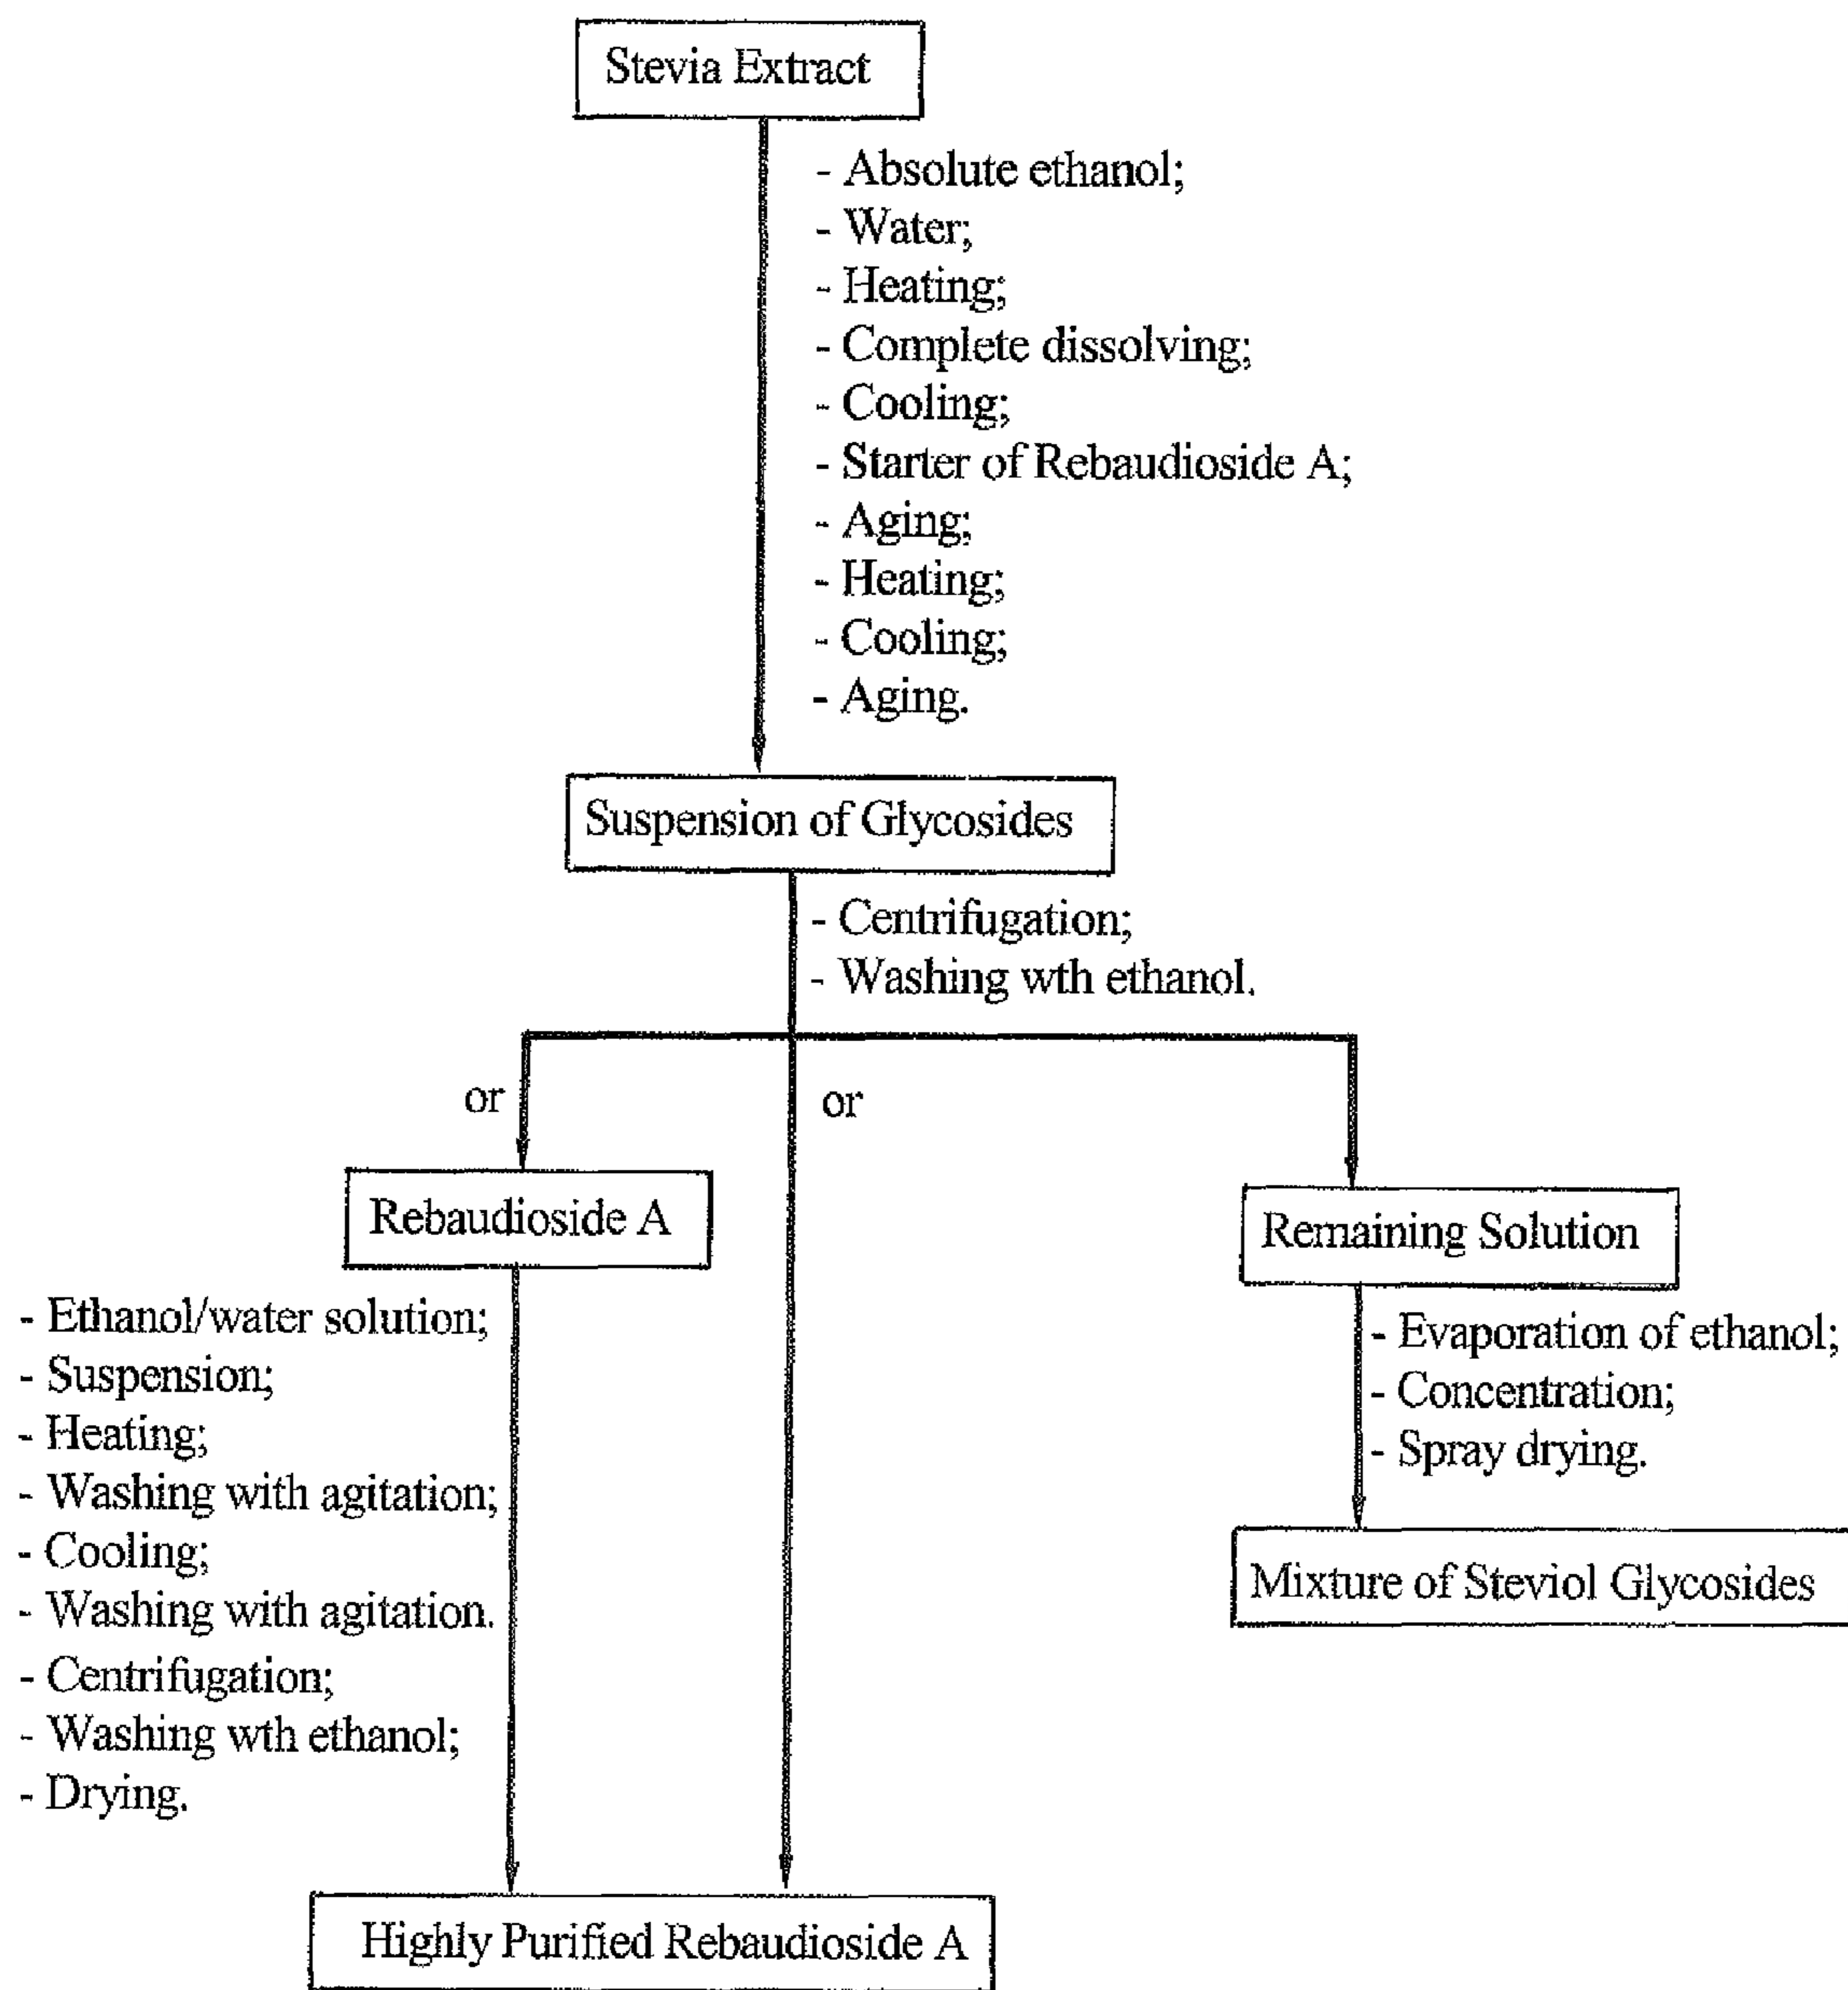 Stevia Extract
- Absolute ethanol;
- Water;
- Heating;
- Complete dissolving;
- Cooling;
- Starter of Rebaudioside A;
- Aging;
- Heating;
- Cooling;
- Aging.
Suspension of Glycosides
- Centrifugation;
- Washing wth ethanol.
or
or
Rebaudioside A
- Ethanol/water solution;
- Suspension;
- Heating;
- Washing with agitation;
- Cooling;
- Washing with agitation.
- Centrifugation;
- Washing wth ethanol;
- Drying.
Remaining Solution
- Evaporation of ethanol;
- Concentration;
- Spray drying.
Mixture of Steviol Glycosides
Highly Purified Rebaudioside A